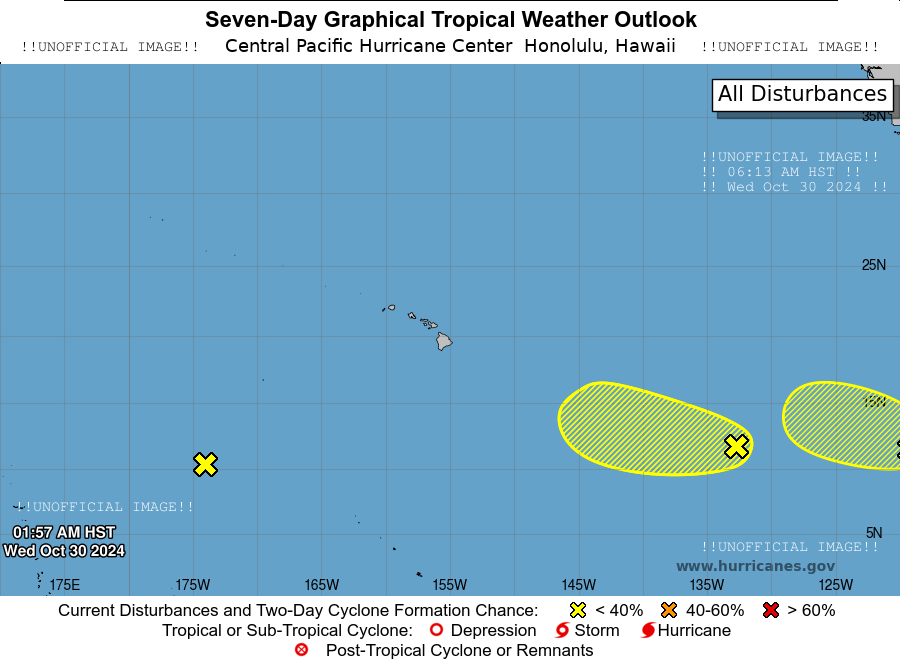 Seven-Day Graphical Tropical Weather Outlook
!!UNOFFICIAL IMAGE!! Central Pacific Hurricane Center Honolulu, Hawaii !!UNOFFICIAL IMAGE!!
All Disturbances
35N
!!UNOFFICIAL IMAGE!!
!! 06:13 AM HST !!
!! Wed Oct 30 2024 !!
25N
15N
!!UNOFFICIAL IMAGE!!
01:57 AM HST
5N
Wed Oct 30 2024
!!UNOFFICIAL IMAGE!!
www.hurricanes.gov
175E 175W 165W 155W 145W 135W 125W
Current Disturbances and Two-Day Cyclone Formation Chance: < 40% 40-60% > 60%
Tropical or Sub-Tropical Cyclone: Depression Storm Hurricane
Post-Tropical Cyclone or Remnants